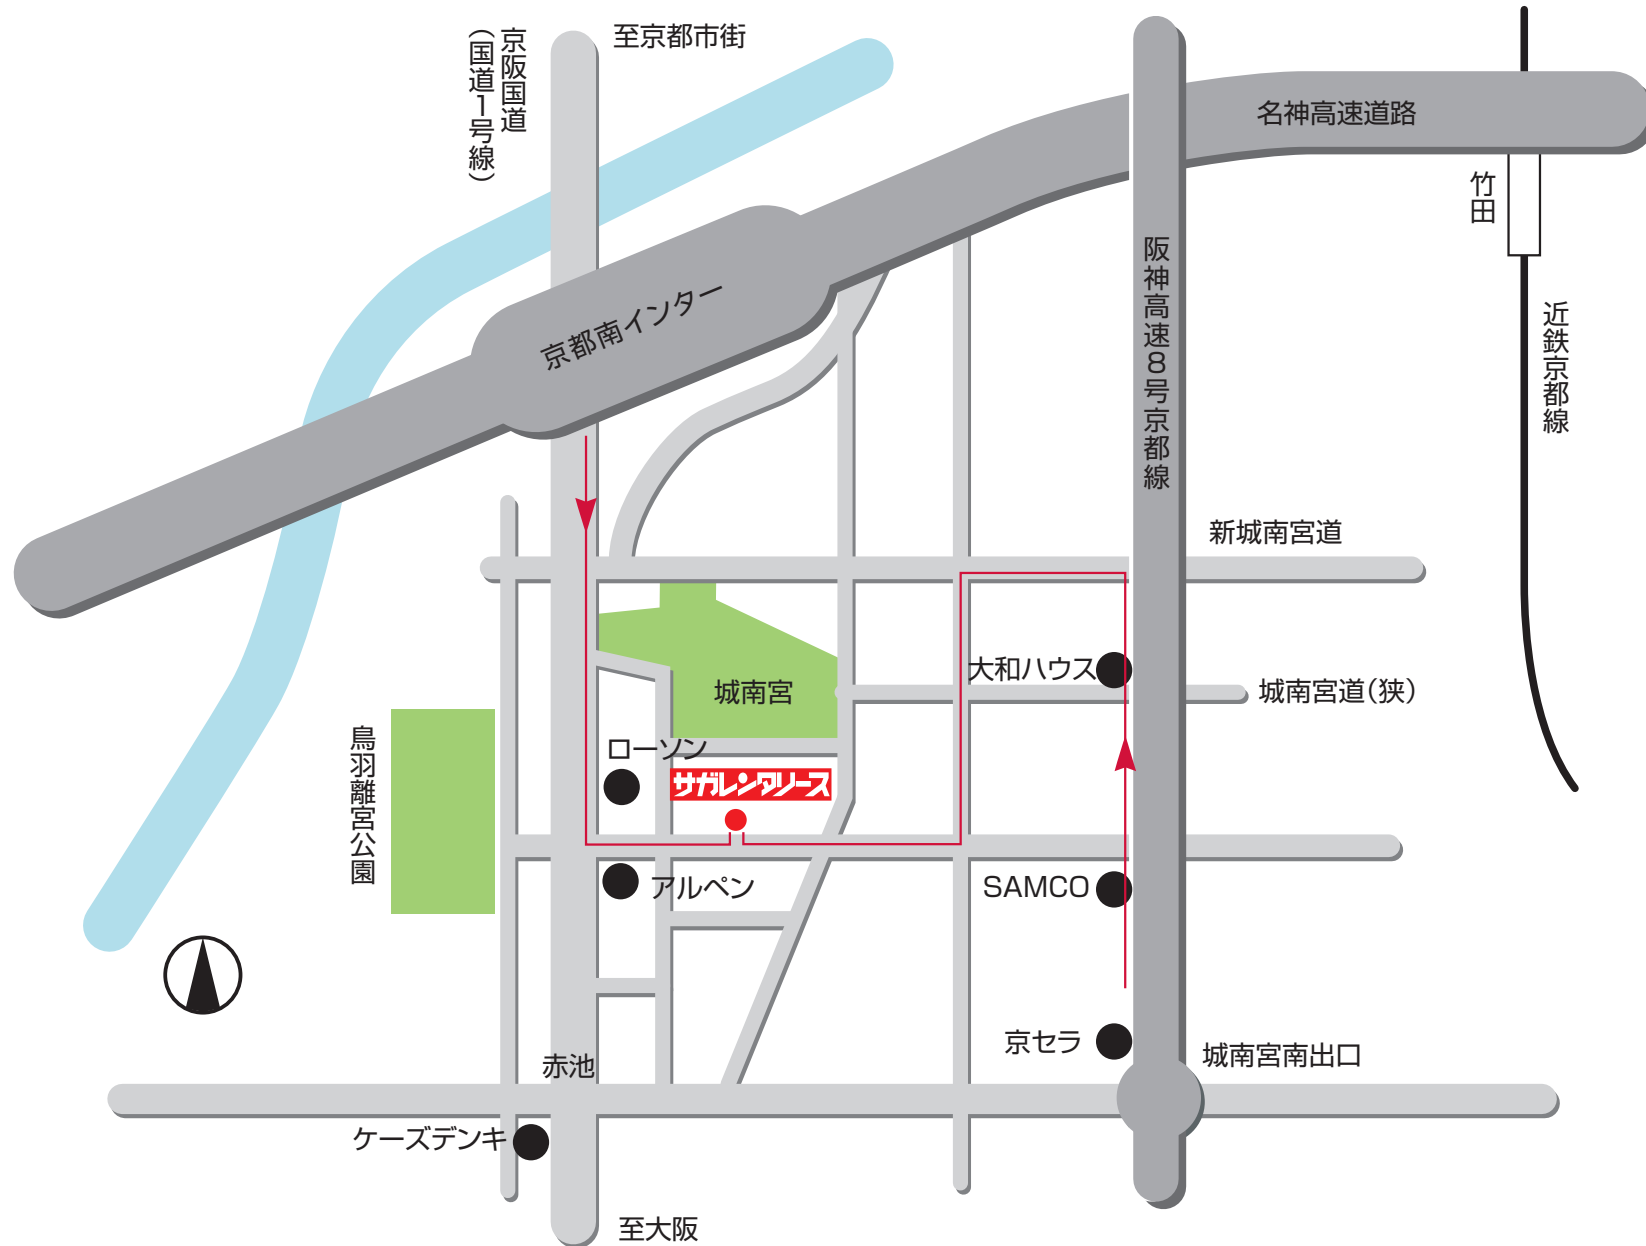 至京都市街
京阪国道
(国道1号線)
名神高速道路
竹田
京都南インター
阪神高速8号京都線
近鉄京都線
新城南宮道
大和ハウス
城南宮
城南宮道(狭)
鳥羽離宮公園
ローソン
サガレンタリース
アルペン
SAMCO
京セラ
城南宮南出口
赤池
ケーズデンキ
至大阪